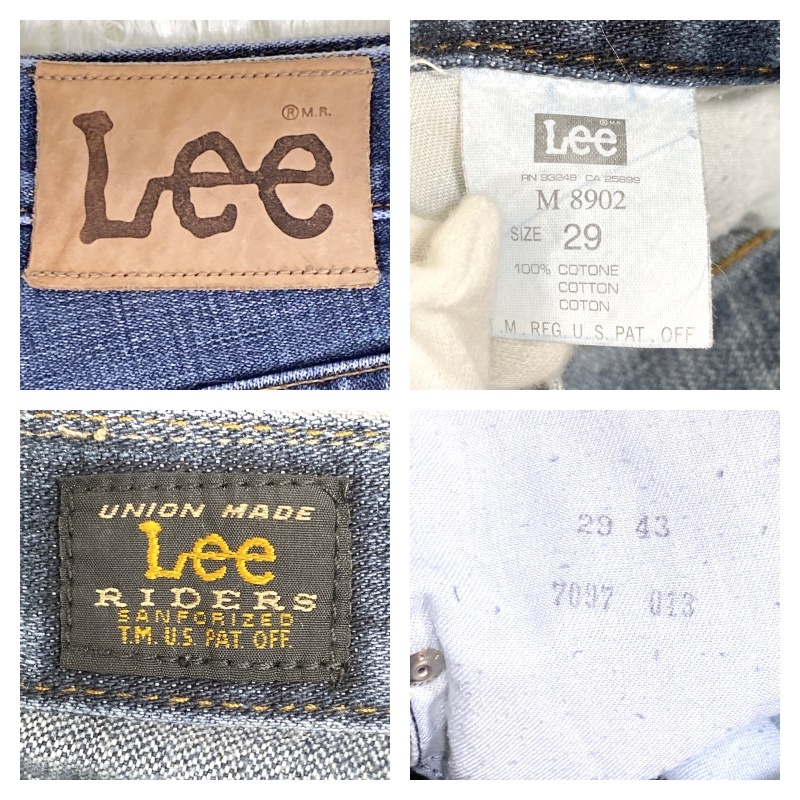 Lee
® M.R.
Lee
® M.R.
RN 93248 CA 25699
M 8902
SIZE 29
100% COTONE
COTTON
COTON
T.M. REG. U.S. PAT. OFF
UNION MADE
Lee
RIDERS
SANFORIZED
T.M. U.S. PAT. OFF.
29 43
7097 013